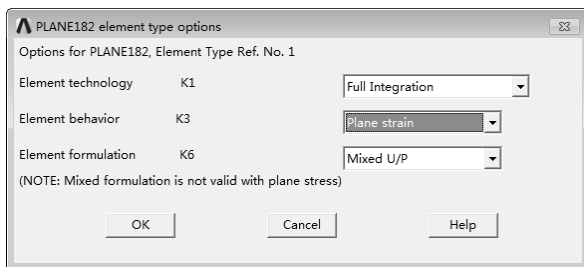 PLANE182 element type options
Options for PLANE182, Element Type Ref. No. 1
Element technology K1 Full Integration
Element behavior K3 Plane strain
Element formulation K6 Mixed U/P
(NOTE: Mixed formulation is not valid with plane stress)
OK Cancel Help